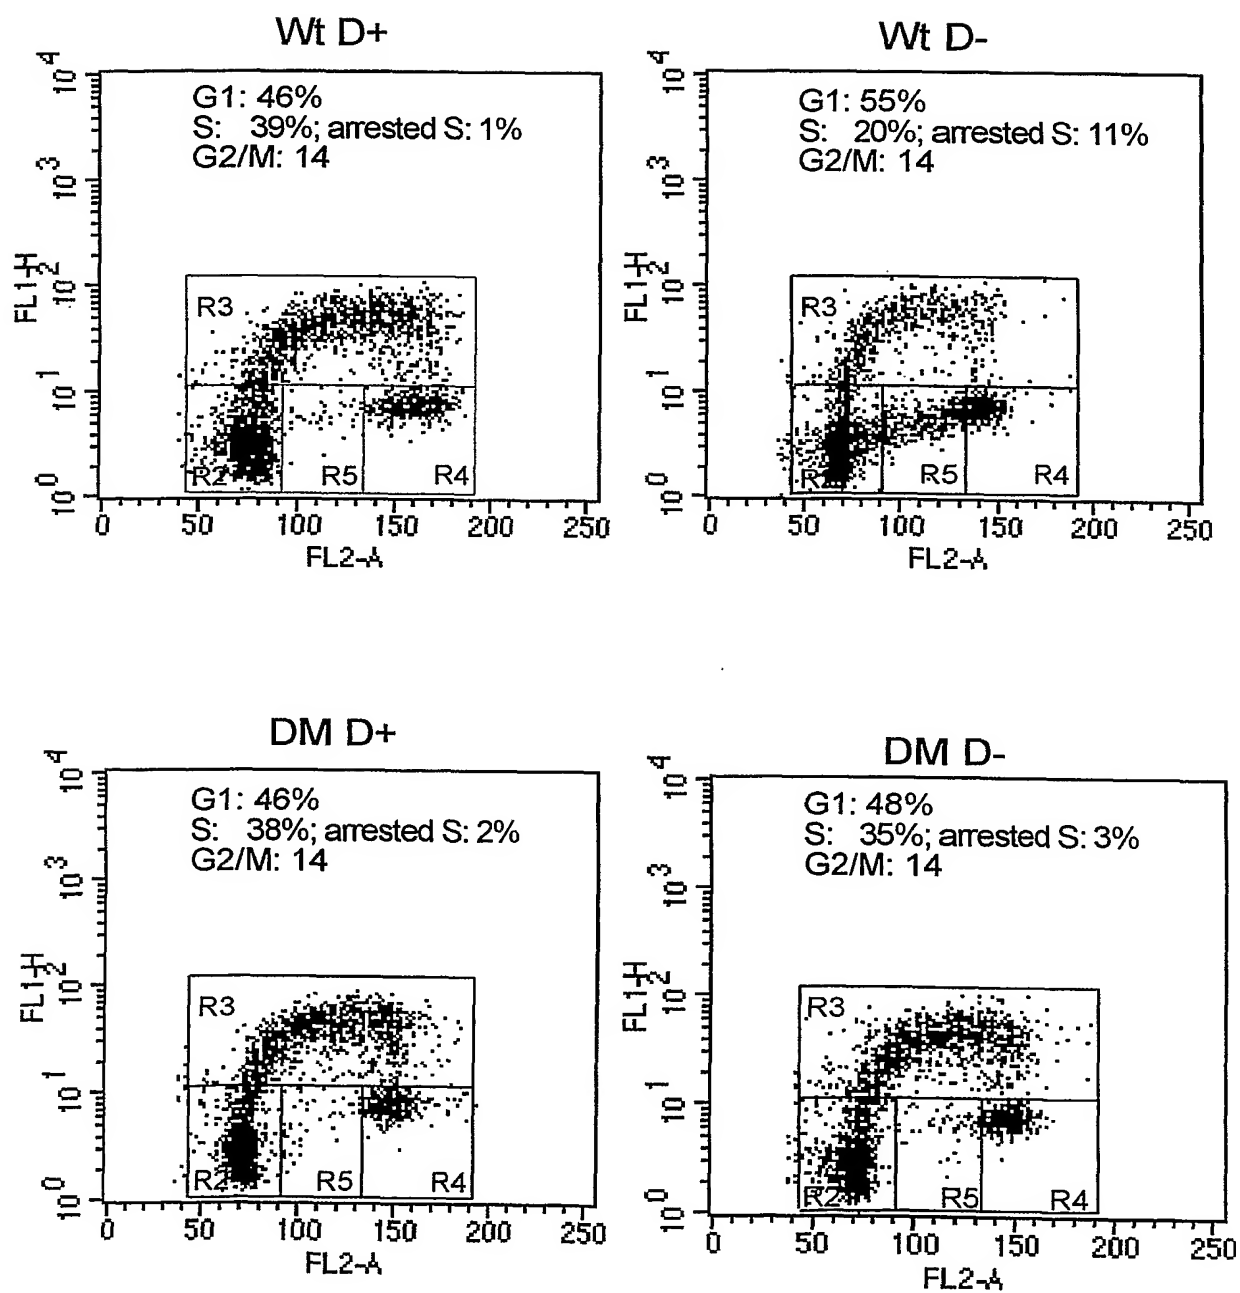 Wt D+
G1: 46%
S: 39%; arrested S: 1%
G2/M: 14
10^4
10^3
10^2
10^1
10^0
FL1-H
R3
R2
R5
R4
0 50 100 150 200 250
FL2-A
Wt D-
G1: 55%
S: 20%; arrested S: 11%
G2/M: 14
10^4
10^3
10^2
10^1
10^0
FL1-H
R3
R2
R5
R4
0 50 100 150 200 250
FL2-A
DM D+
G1: 46%
S: 38%; arrested S: 2%
G2/M: 14
10^4
10^3
10^2
10^1
10^0
FL1-H
R3
R2
R5
R4
0 50 100 150 200 250
FL2-A
DM D-
G1: 48%
S: 35%; arrested S: 3%
G2/M: 14
10^4
10^3
10^2
10^1
10^0
FL1-H
R3
R2
R5
R4
0 50 100 150 200 250
FL2-A